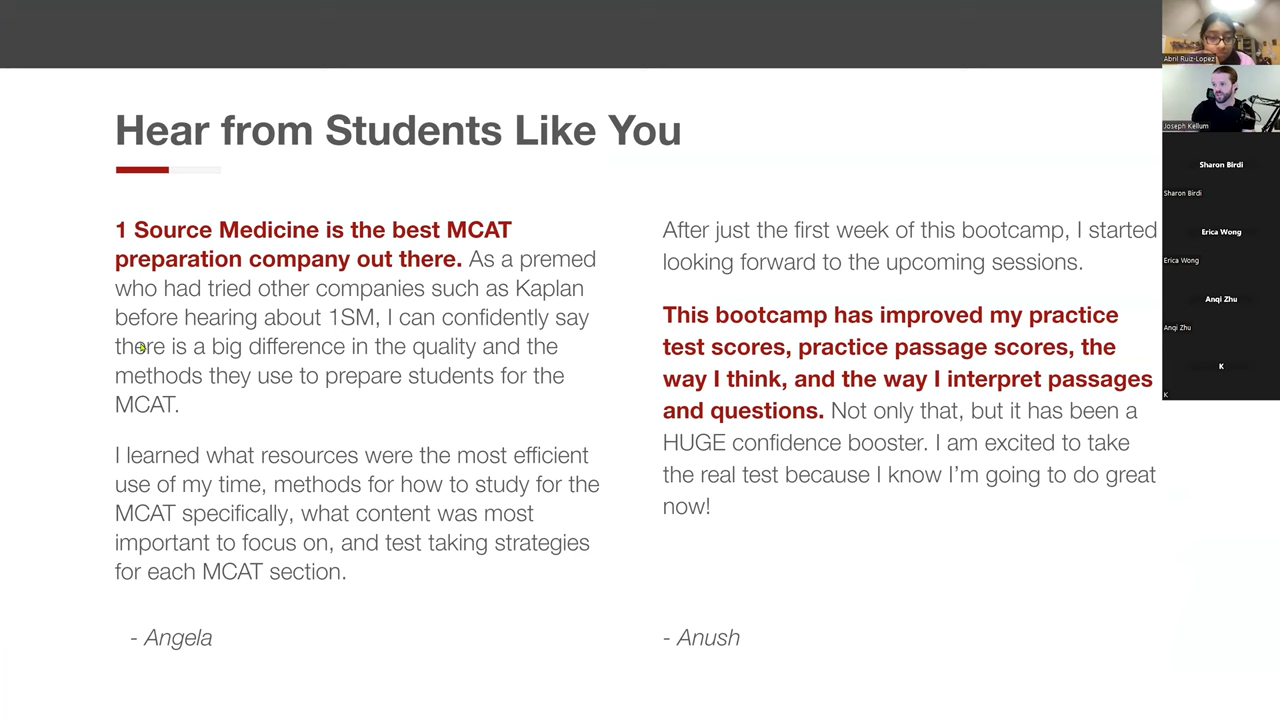 Hear from Students Like You
1 Source Medicine is the best MCAT
preparation company out there. As a premed
who had tried other companies such as Kaplan
before hearing about 1SM, I can confidently say
there is a big difference in the quality and the
methods they use to prepare students for the
MCAT.
I learned what resources were the most efficient
use of my time, methods for how to study for the
MCAT specifically, what content was most
important to focus on, and test taking strategies
for each MCAT section.
- Angela
After just the first week of this bootcamp, I started
looking forward to the upcoming sessions.
This bootcamp has improved my practice
test scores, practice passage scores, the
way I think, and the way I interpret passages
and questions. Not only that, but it has been a
HUGE confidence booster. I am excited to take
the real test because I know I'm going to do great
now!
- Anush
Abril Ruiz-Lopez
Joseph Kellum
Sharon Birdi
Sharon Birdi
Erica Wong
Erica Wong
Anqi Zhu
Anqi Zhu
K
K